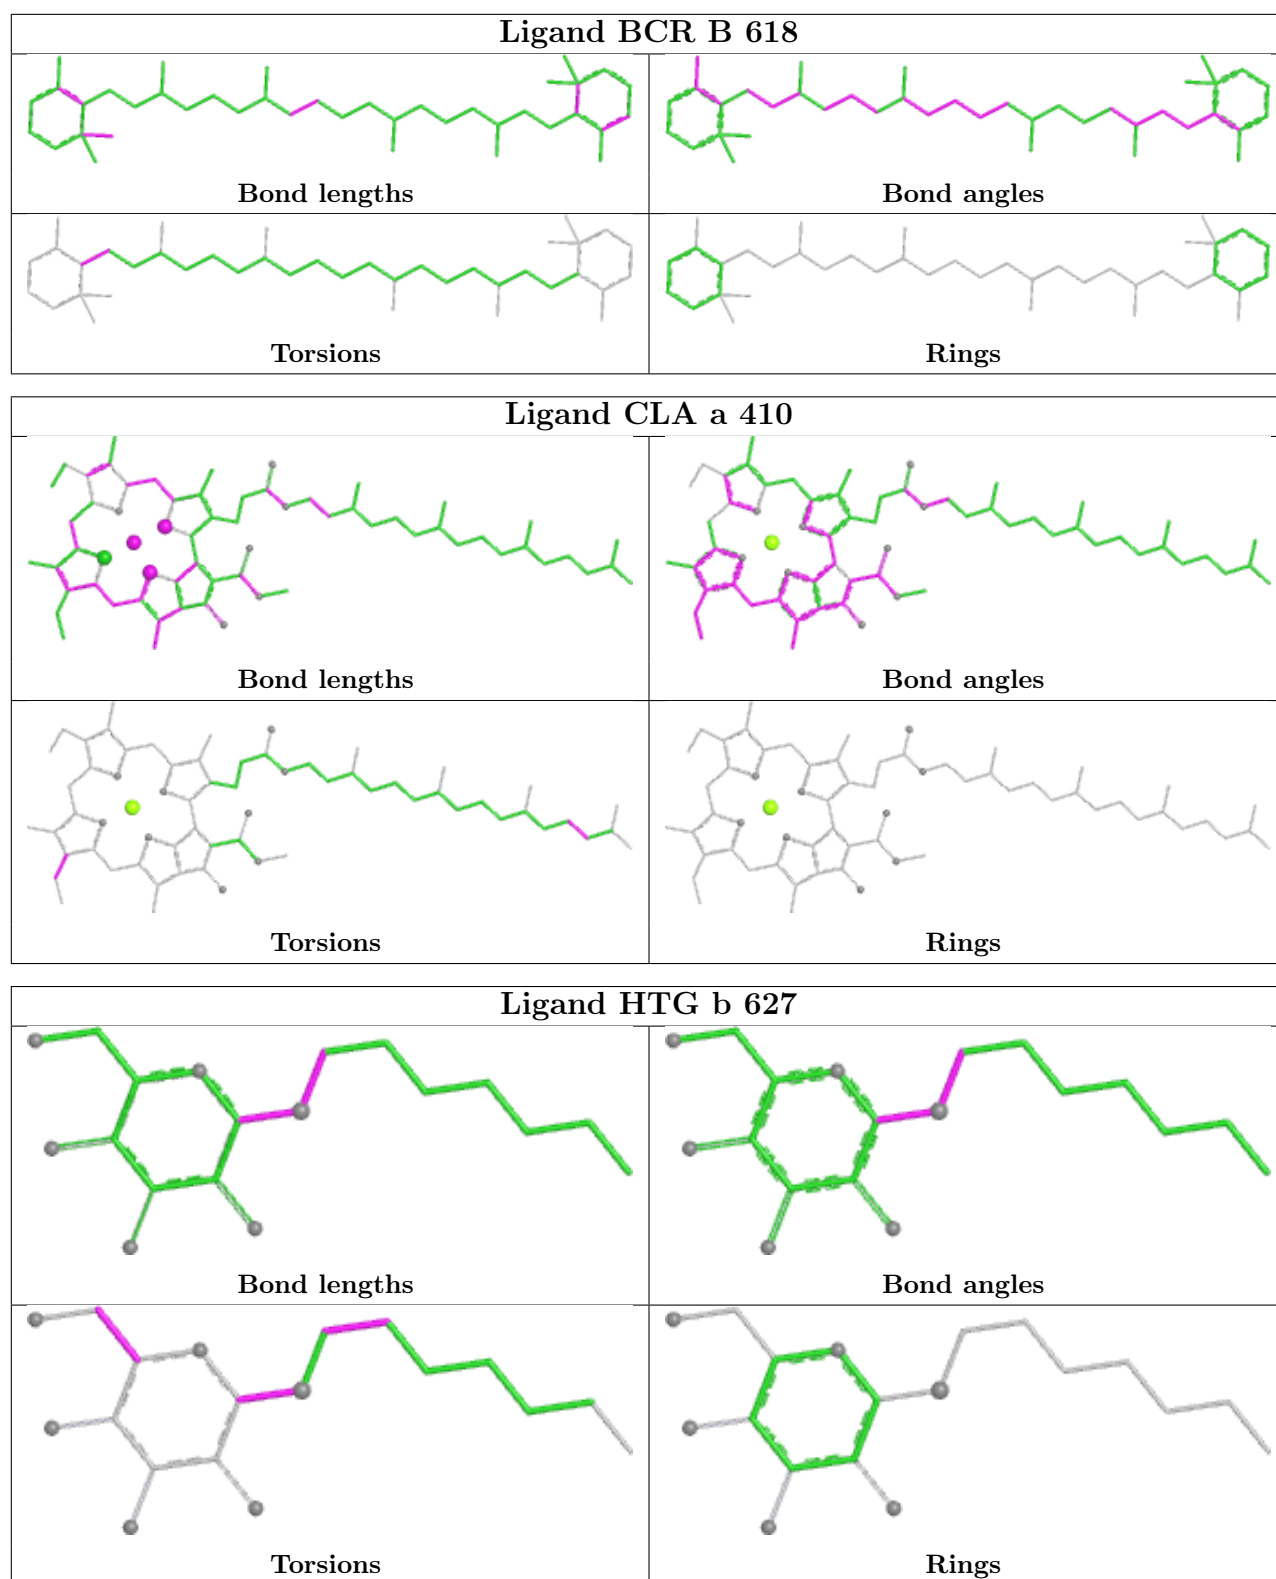 Ligand BCR B 618
Bond lengths
Bond angles
Torsions
Rings
Ligand CLA a 410
Bond lengths
Bond angles
Torsions
Rings
Ligand HTG b 627
Bond lengths
Bond angles
Torsions
Rings